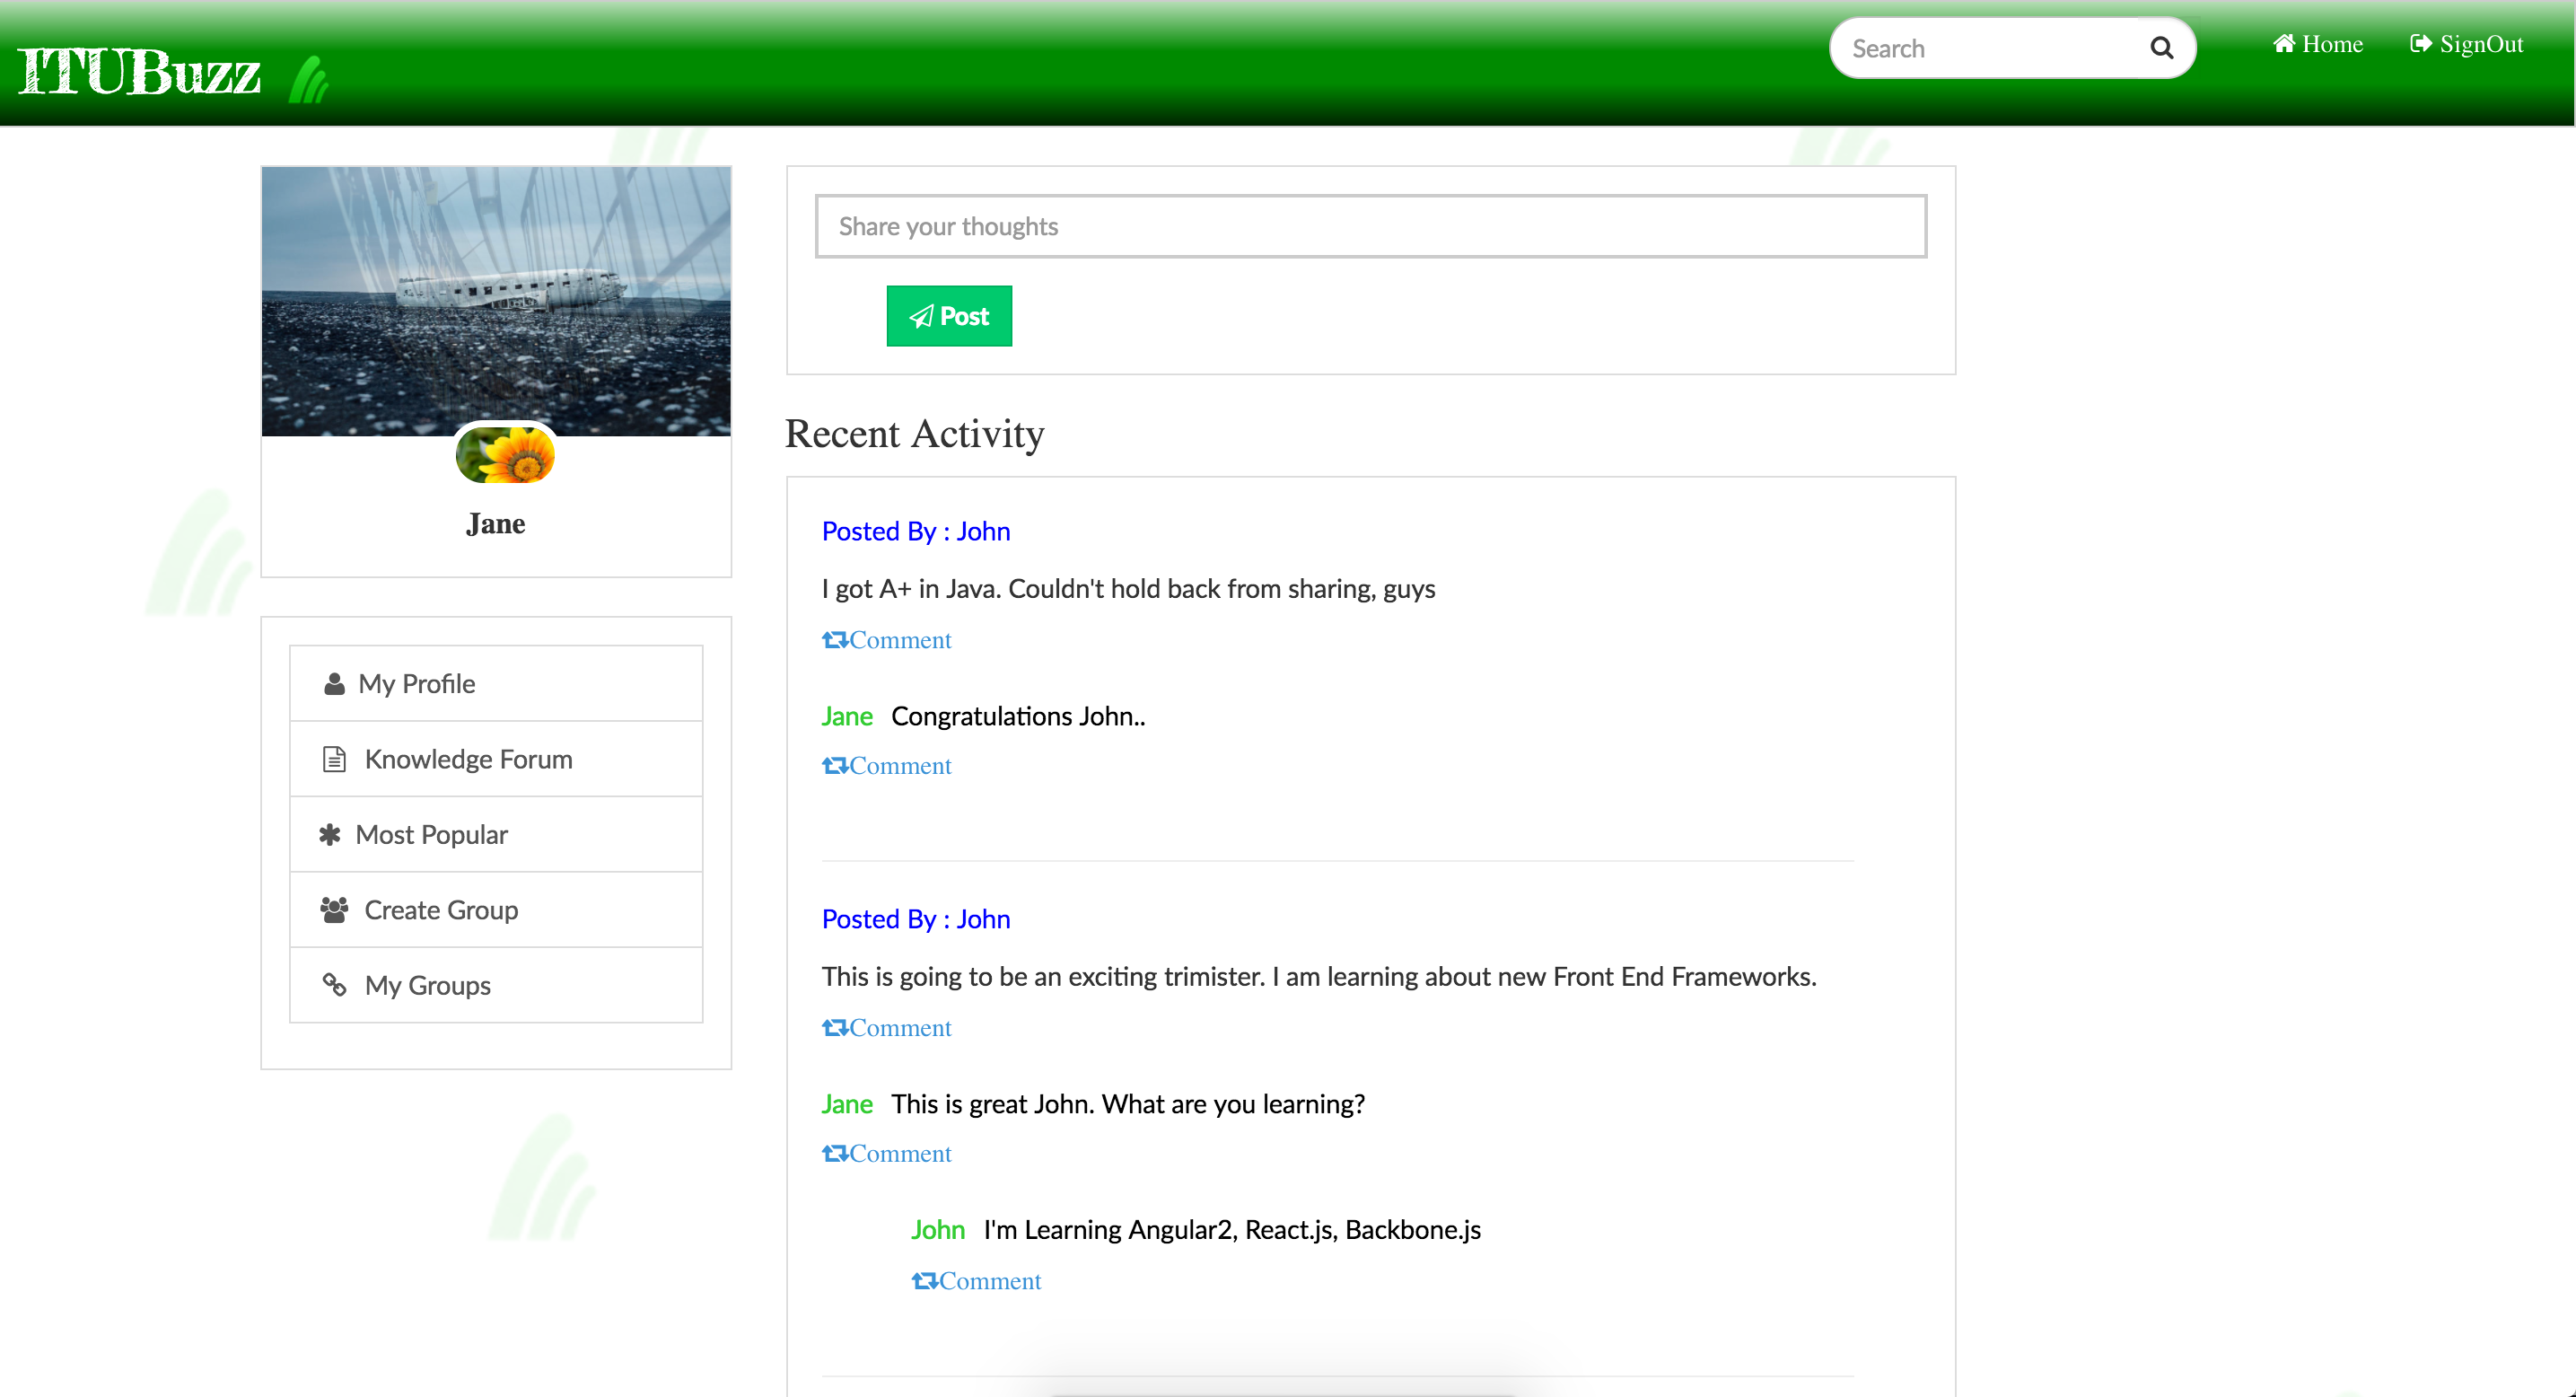 ITUBuzz
Search
Home
SignOut
Jane
My Profile
Knowledge Forum
Most Popular
Create Group
My Groups
Share your thoughts
Post
Recent Activity
Posted By : John
I got A+ in Java. Couldn't hold back from sharing, guys
Comment
Jane Congratulations John..
Comment
Posted By : John
This is going to be an exciting trimister. I am learning about new Front End Frameworks.
Comment
Jane This is great John. What are you learning?
Comment
John I'm Learning Angular2, React.js, Backbone.js
Comment